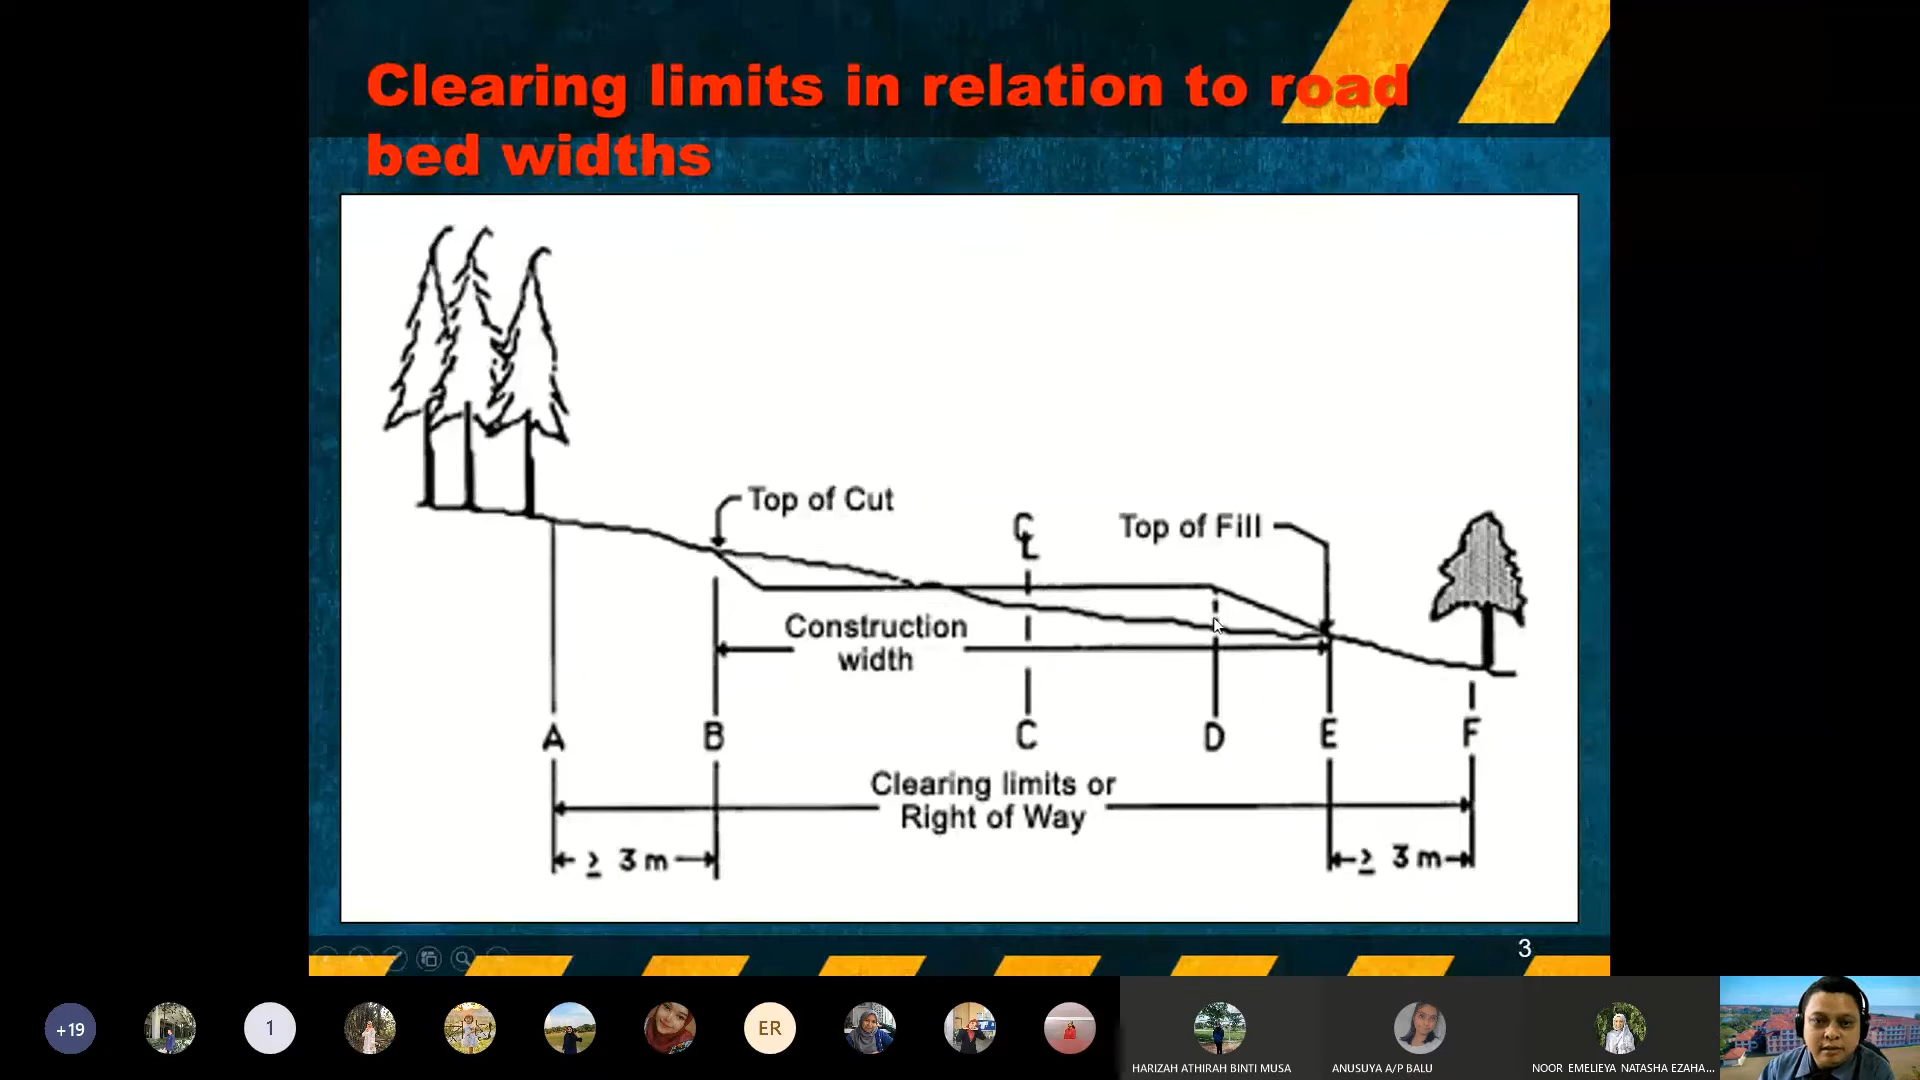 Clearing limits in relation to road
bed widths
Top of Cut
Top of Fill
Construction
width
A B C D E F
Clearing limits or
Right of Way
≥ 3 m
≥ 3 m
3
+19
1
ER
HARIZAH ATHIRAH BINTI MUSA
ANUSUYA A/P BALU
NOOR EMELIEYA NATASHA EZAHA...